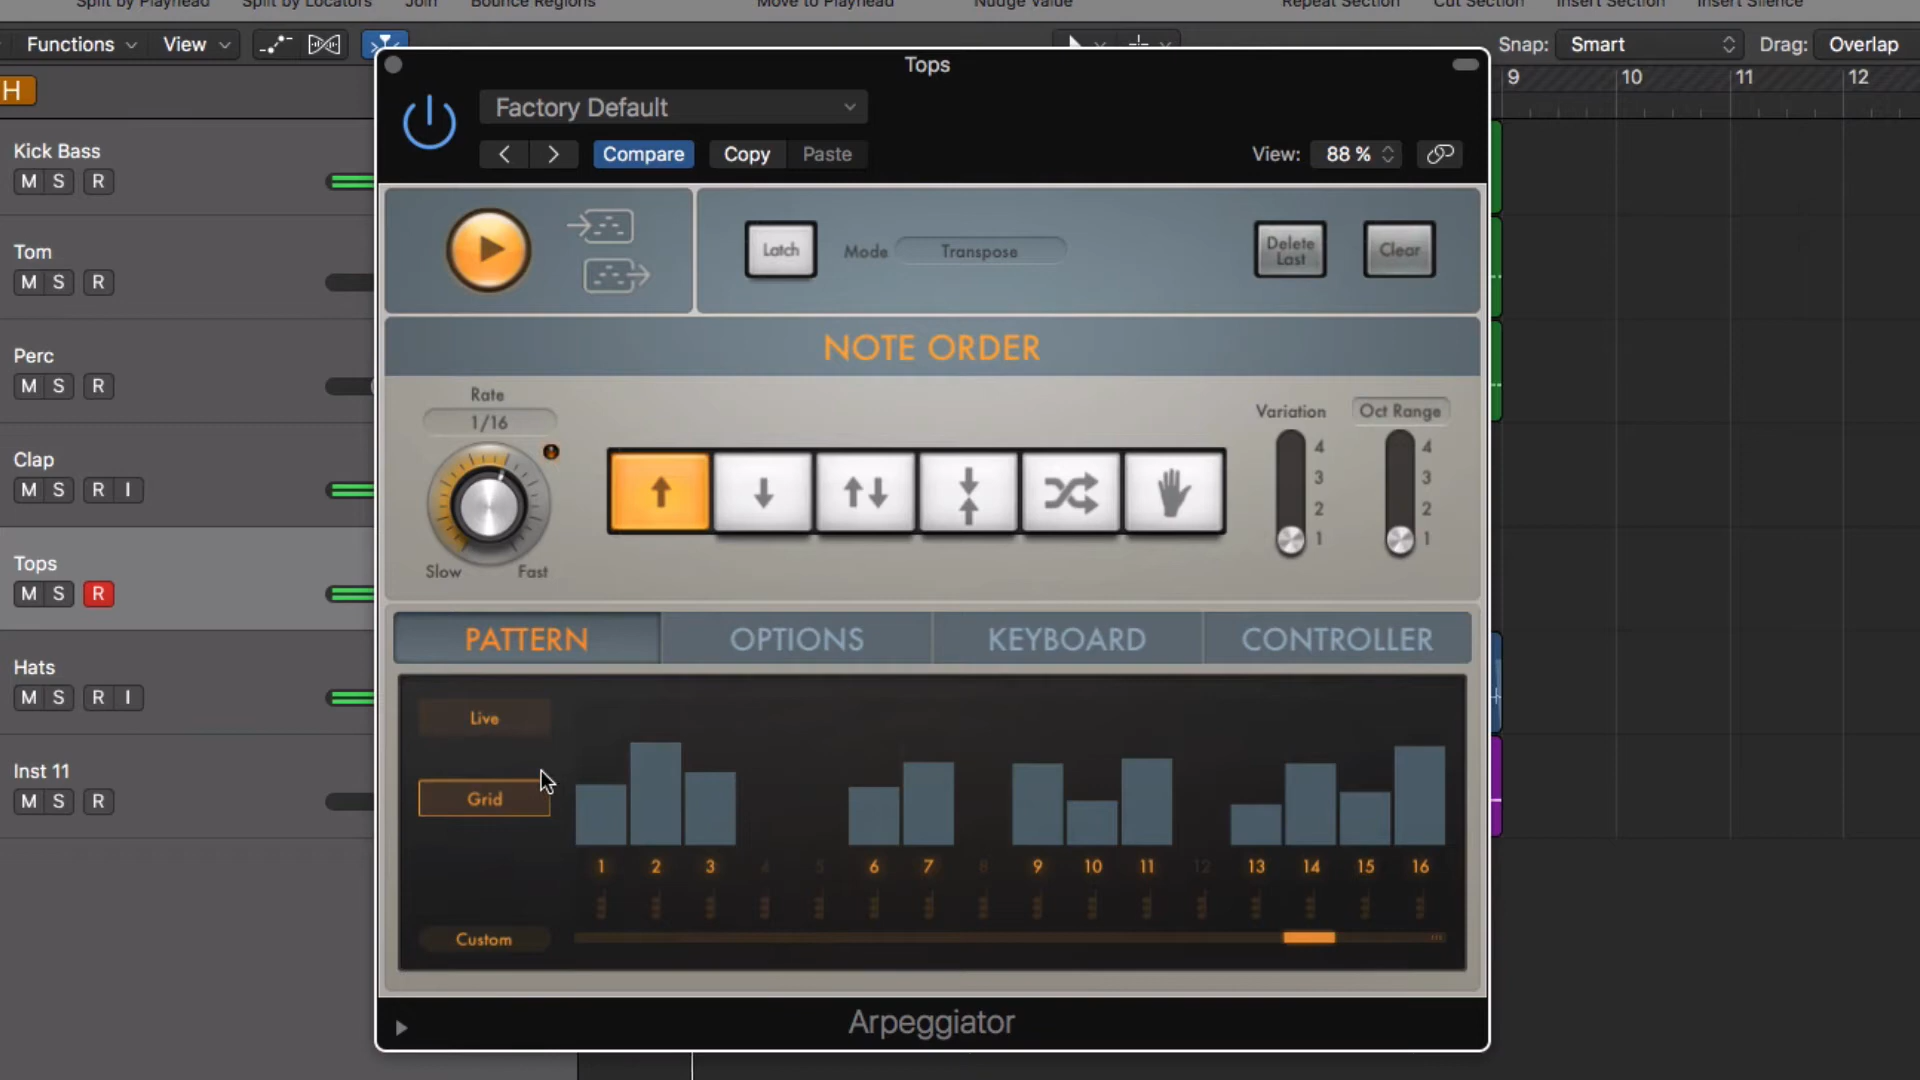 Split by Playhead Split by Locators Join Bounce Regions Move to Playhead Nudge Value Repeat Section Cut Section Insert Section Insert Silence
Functions View Snap: Smart Drag: Overlap
H 9 10 11 12
Tops
Factory Default
Compare Copy Paste View: 88 %
Kick Bass
M S R
Tom
M S R
Perc
M S R
Clap
M S R I
Tops
M S R
Hats
M S R I
Inst 11
M S R
Latch Mode Transpose Delete Last Clear
NOTE ORDER
Rate
1/16
Slow Fast
Variation
4
3
2
1
Oct Range
4
3
2
1
PATTERN OPTIONS KEYBOARD CONTROLLER
Live
Grid
1 2 3 4 5 6 7 8 9 10 11 12 13 14 15 16
Custom
Arpeggiator